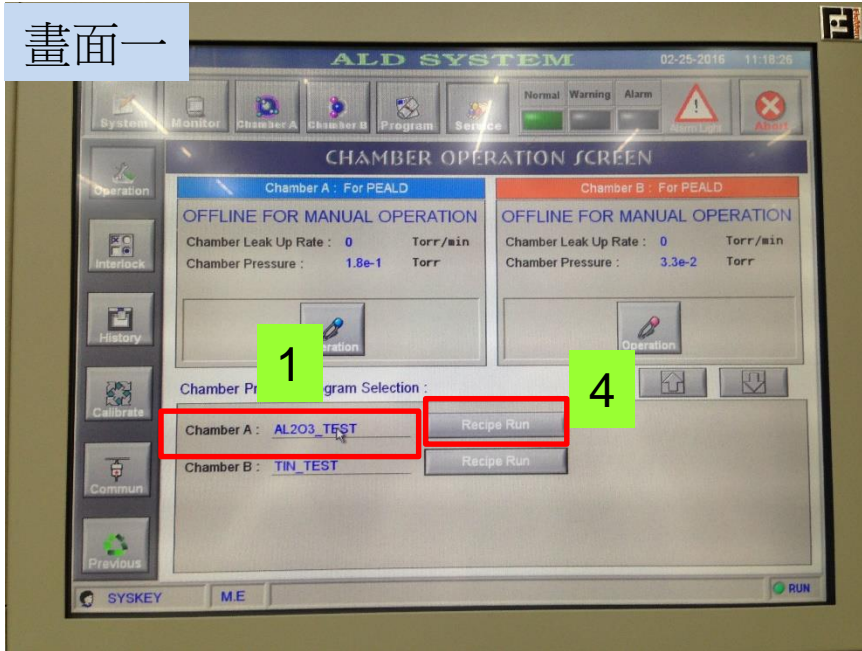 畫面一
ALD SYSTEM
02-25-2016 11:18:26
System
Monitor
Chamber A
Chamber B
Program
Service
Normal Warning Alarm
Alarm Light
Abort
CHAMBER OPERATION SCREEN
Operation
Chamber A : For PEALD
Chamber B : For PEALD
OFFLINE FOR MANUAL OPERATION
OFFLINE FOR MANUAL OPERATION
Chamber Leak Up Rate : 0 Torr/min
Chamber Leak Up Rate : 0 Torr/min
Chamber Pressure : 1.8e-1 Torr
Chamber Pressure : 3.3e-2 Torr
Interlock
History
eration
Operation
1
4
Chamber Pr
gram Selection :
Calibrate
Chamber A : AL2O3_TEST
Recipe Run
Chamber B : TIN_TEST
Recipe Run
Commun
Previous
SYSKEY
M.E
RUN